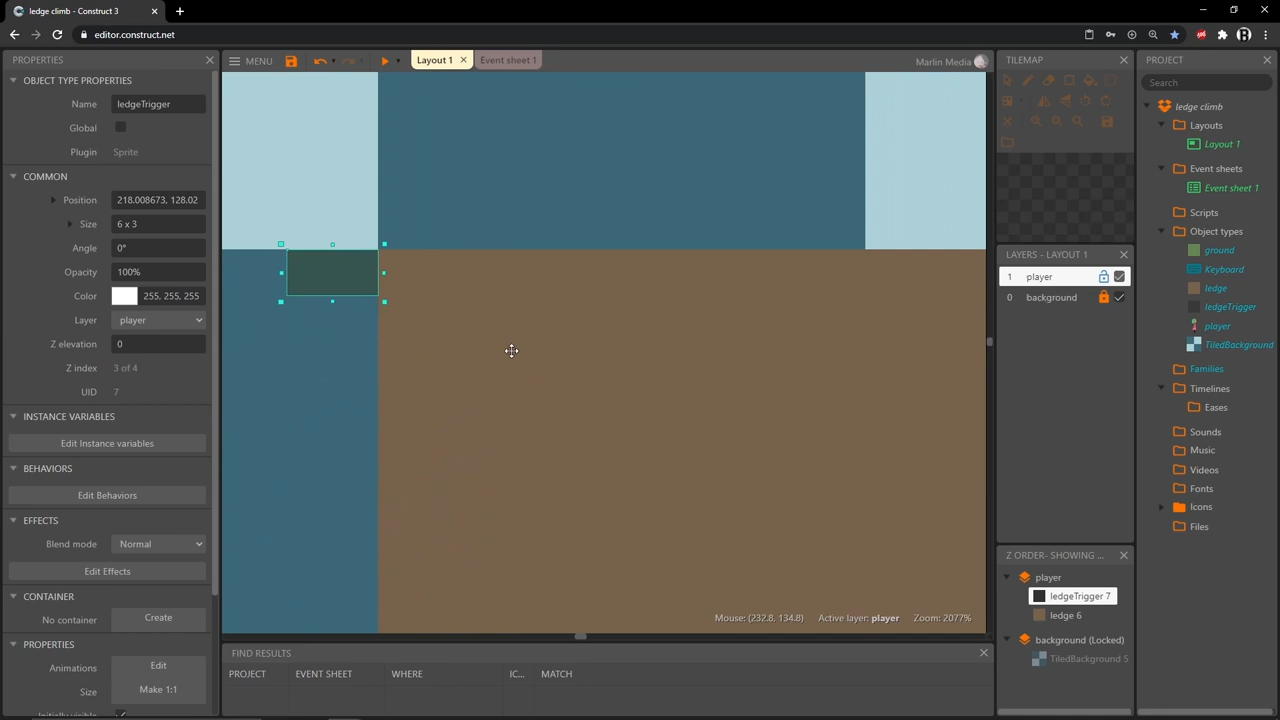 ledge climb - Construct 3
editor.construct.net
PROPERTIES
OBJECT TYPE PROPERTIES
Name ledgeTrigger
Global
Plugin Sprite
COMMON
Position 218.008673, 128.02
Size 6 x 3
Angle 0°
Opacity 100%
Color 255, 255, 255
Layer player
Z elevation 0
Z index 3 of 4
UID 7
INSTANCE VARIABLES
Edit Instance variables
BEHAVIORS
Edit Behaviors
EFFECTS
Blend mode Normal
Edit Effects
CONTAINER
No container Create
PROPERTIES
Animations Edit
Size Make 1:1
Initially visible
MENU
Layout 1
Event sheet 1
Marlin Media
Mouse: (232.8, 134.8) Active layer: player Zoom: 2077%
FIND RESULTS
PROJECT EVENT SHEET WHERE IC... MATCH
TILEMAP
LAYERS - LAYOUT 1
1 player
0 background
Z ORDER- SHOWING ...
player
ledgeTrigger 7
ledge 6
background (Locked)
TiledBackground 5
PROJECT
Search
ledge climb
Layouts
Layout 1
Event sheets
Event sheet 1
Scripts
Object types
ground
Keyboard
ledge
ledgeTrigger
player
TiledBackground
Families
Timelines
Eases
Sounds
Music
Videos
Fonts
Icons
Files